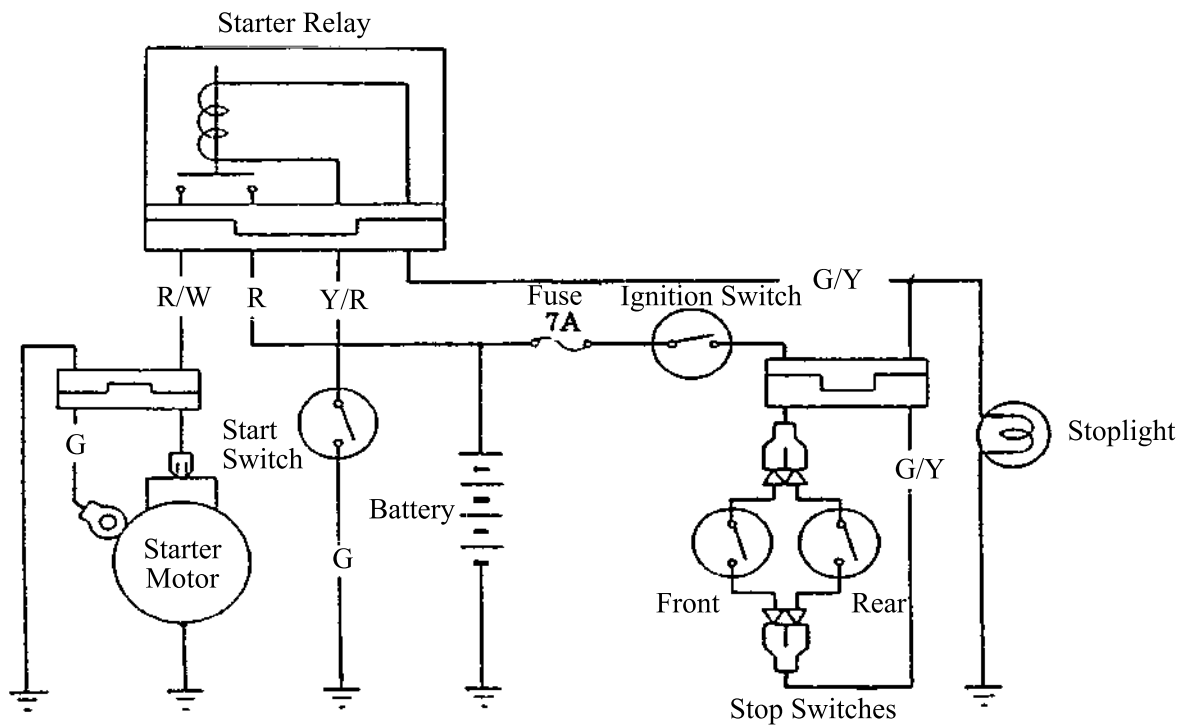 Starter Relay
R/W
R
Y/R
G/Y
Fuse
7A
Ignition Switch
G
Start
Switch
Stoplight
G/Y
Battery
Starter
Motor
G
Front
Rear
Stop Switches